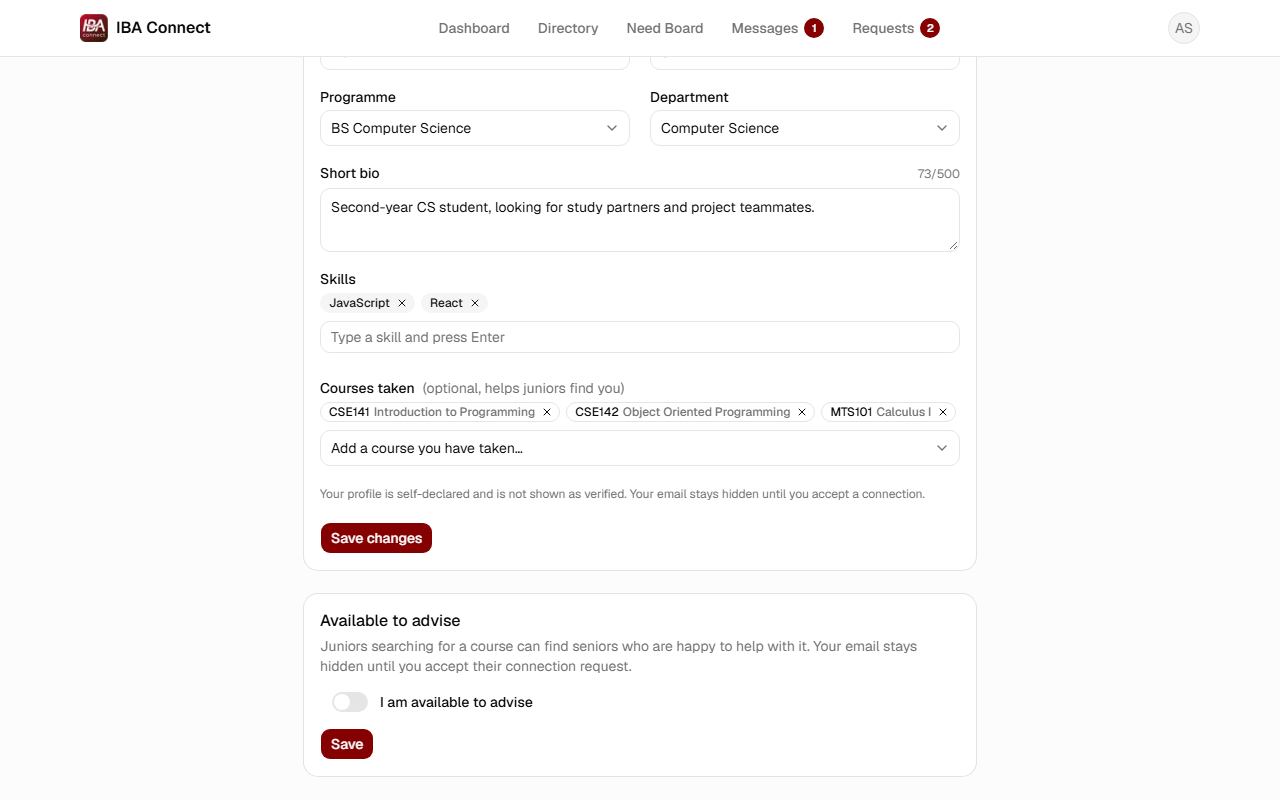 IBA connect IBA Connect Dashboard Directory Need Board Messages 1 Requests 2 AS
Programme Department
BS Computer Science Computer Science
Short bio 73/500
Second-year CS student, looking for study partners and project teammates.
Skills
JavaScript React
Type a skill and press Enter
Courses taken (optional, helps juniors find you)
CSE141 Introduction to Programming CSE142 Object Oriented Programming MTS101 Calculus I
Add a course you have taken...
Your profile is self-declared and is not shown as verified. Your email stays hidden until you accept a connection.
Save changes
Available to advise
Juniors searching for a course can find seniors who are happy to help with it. Your email stays
hidden until you accept their connection request.
I am available to advise
Save